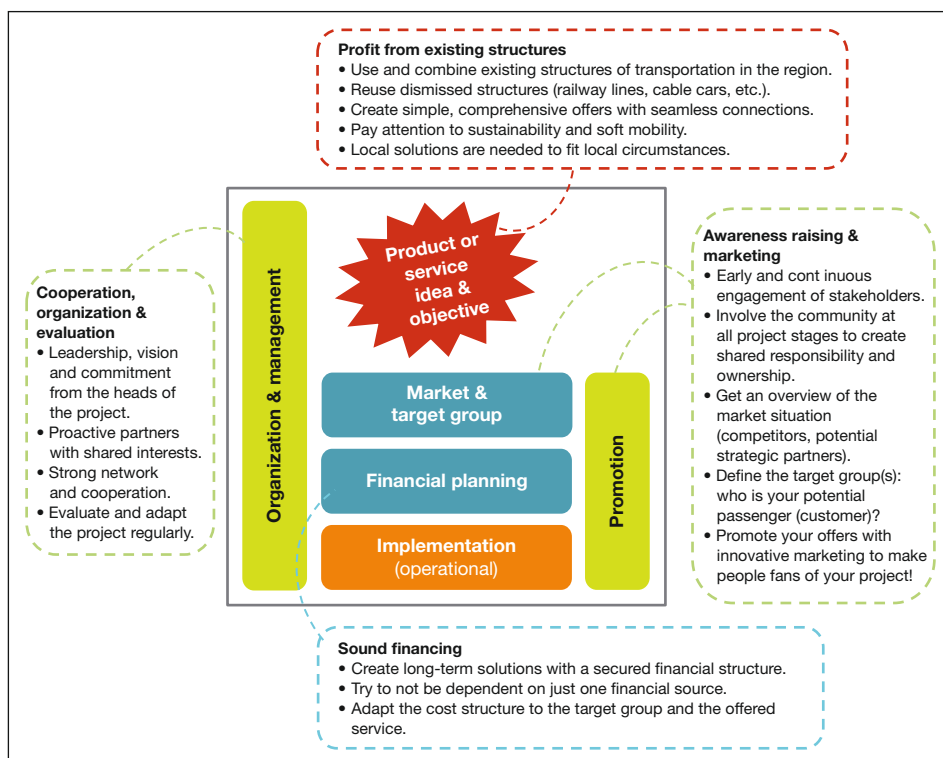 Profit from existing structures
• Use and combine existing structures of transportation in the region.
• Reuse dismissed structures (railway lines, cable cars, etc.).
• Create simple, comprehensive offers with seamless connections.
• Pay attention to sustainability and soft mobility.
• Local solutions are needed to fit local circumstances.
Cooperation,
organization &
evaluation
• Leadership, vision
and commitment
from the heads of
the project.
• Proactive partners
with shared interests.
• Strong network
and cooperation.
• Evaluate and adapt
the project regularly.
Organization & management
Product or
service
idea &
objective
Market &
target group
Financial planning
Implementation
(operational)
Promotion
Awareness raising &
marketing
• Early and cont inuous
engagement of stakeholders.
• Involve the community at
all project stages to create
shared responsibility and
ownership.
• Get an overview of the
market situation
(competitors, potential
strategic partners).
• Define the target group(s):
who is your potential
passenger (customer)?
• Promote your offers with
innovative marketing to make
people fans of your project!
Sound financing
• Create long-term solutions with a secured financial structure.
• Try to not be dependent on just one financial source.
• Adapt the cost structure to the target group and the offered
service.